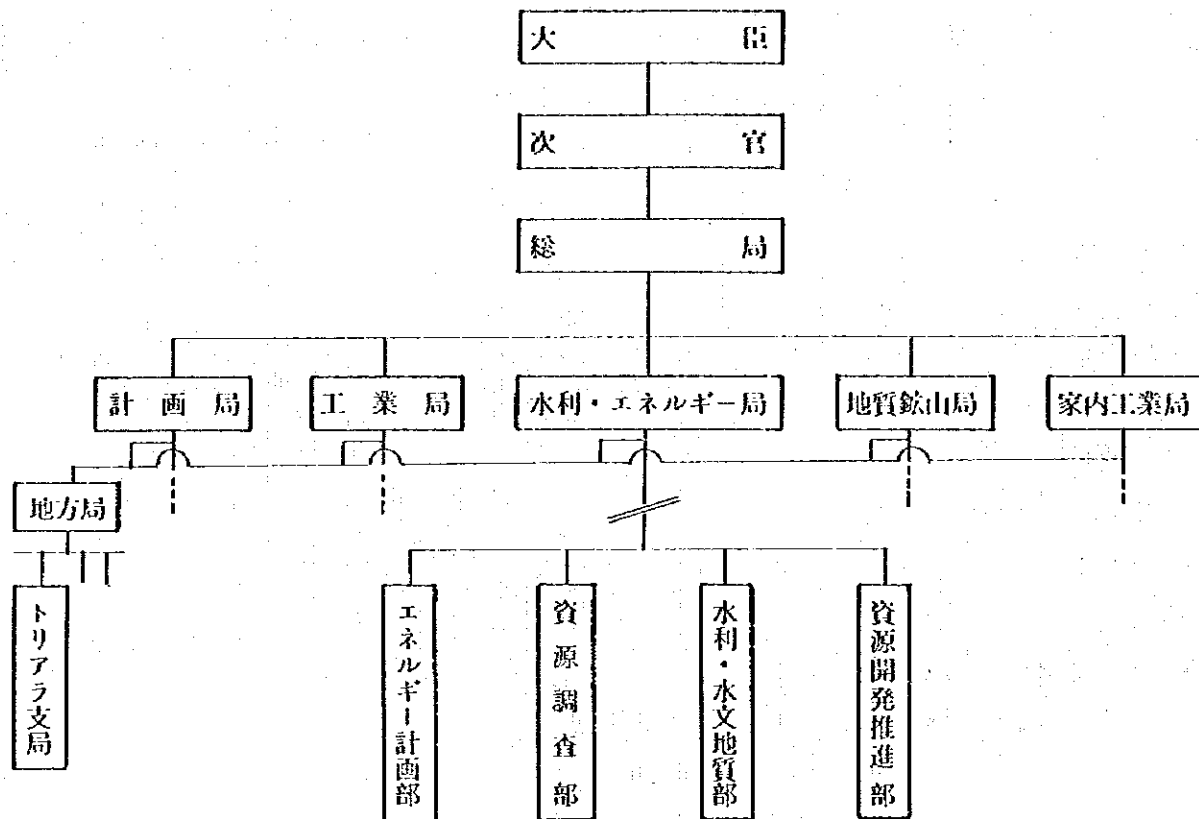 大臣
次官
総局
計画局
工業局
水利・エネルギー局
地質鉱山局
家内工業局
地方局
トリアラ支局
エネルギー計画部
資源調査部
水利・水文地質部
資源開発推進部